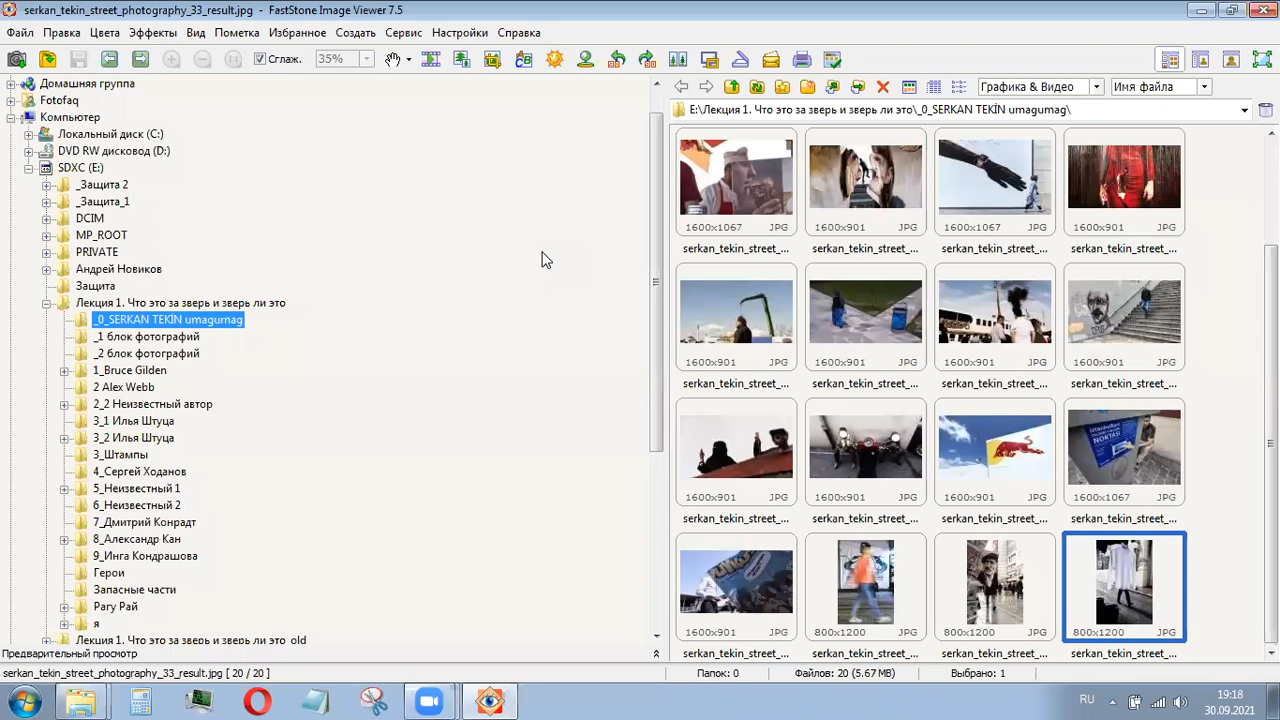 serkan_tekin_street_photography_33_result.jpg - FastStone Image Viewer 7.5
Файл Правка Цвета Эффекты Вид Пометка Избранное Создать Сервис Настройки Справка
Сглаж. 35%
Графика & Видео Имя файла
E:\Лекция 1. Что это за зверь и зверь ли это\_0_SERKAN TEKİN umagumag\
Домашняя группа
Fotofaq
Компьютер
Локальный диск (C:)
DVD RW дисковод (D:)
SDXC (E:)
_Защита 2
_Защита_1
DCIM
MP_ROOT
PRIVATE
Андрей Новиков
Защита
Лекция 1. Что это за зверь и зверь ли это
_0_SERKAN TEKİN umagumag
_1 блок фотографий
_2 блок фотографий
1_Bruce Gilden
2 Alex Webb
2_2 Неизвестный автор
3_1 Илья Штуца
3_2 Илья Штуца
3_Штампы
4_Сергей Ходанов
5_Неизвестный 1
6_Неизвестный 2
7_Дмитрий Конрадт
8_Александр Кан
9_Инга Кондрашова
Герои
Запасные части
Рагу Рай
я
Лекция 1. Что это за зверь и зверь ли это_old
Предварительный просмотр
1600x1067 JPG 1600x901 JPG 1600x1067 JPG 1600x901 JPG
serkan_tekin_street_... serkan_tekin_street_... serkan_tekin_street_... serkan_tekin_street_...
1600x901 JPG 1600x901 JPG 1600x901 JPG 1600x901 JPG
serkan_tekin_street_... serkan_tekin_street_... serkan_tekin_street_... serkan_tekin_street_...
1600x901 JPG 1600x901 JPG 1600x901 JPG 1600x1067 JPG
serkan_tekin_street_... serkan_tekin_street_... serkan_tekin_street_... serkan_tekin_street_...
1600x901 JPG 800x1200 JPG 800x1200 JPG 800x1200 JPG
serkan_tekin_street_... serkan_tekin_street_... serkan_tekin_street_... serkan_tekin_street_...
serkan_tekin_street_photography_33_result.jpg [ 20 / 20 ]
Папок: 0 Файлов: 20 (5.67 MB) Выбрано: 1
RU 19:18
30.09.2021